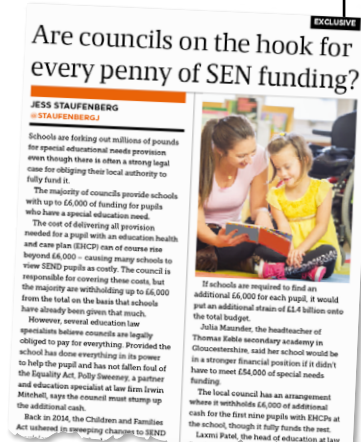 EXCLUSIVE
Are councils on the hook for
every penny of SEN funding?
JESS STAUFENBERG
@STAUFENBERGJ
Schools are forking out millions of pounds
for special educational needs provision
even though there is often a strong legal
case for obliging their local authority to
fully fund it.
The majority of councils provide schools
with up to £6,000 of funding for pupils
who have a special education need.
The cost of delivering all provision
needed for a pupil with an education health
and care plan (EHCP) can of course rise
beyond £6,000 – causing many schools to
view SEND pupils as costly. The council is
responsible for covering these costs, but
the majority are withholding up to £6,000
from the total on the basis that schools
have already been given that much.
However, several education law
specialists believe councils are legally
obliged to pay for everything. Provided the
school has done everything in its power
to help the pupil and has not fallen foul of
the Equality Act, Polly Sweeney, a partner
and education specialist at law firm Irwin
Mitchell, says the council must stump up
the additional cash.
Back in 2014, the Children and Families
Act ushered in sweeping changes to SEND
If schools are required to find an
additional £6,000 for each pupil, it would
put an additional strain of £1.4 billion onto
the total budget.
Julia Maunder, the headteacher of
Thomas Keble secondary academy in
Gloucestershire, said her school would be
in a stronger financial position if it didn't
have to meet £54,000 of special needs
funding.
The local council has an arrangement
where it withholds £6,000 of additional
cash for the first nine pupils with EHCPs at
the school, though it fully funds the rest.
Laxmi Patel, the head of education at law